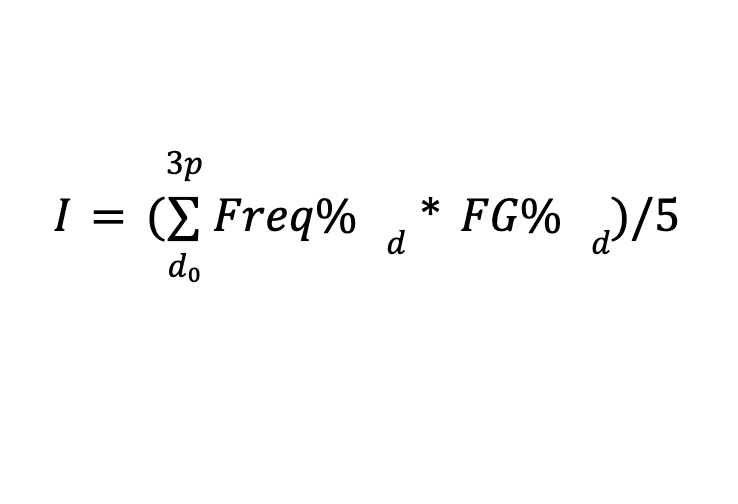 3p
I = (∑ Freq% d * FG% d)/5
d₀